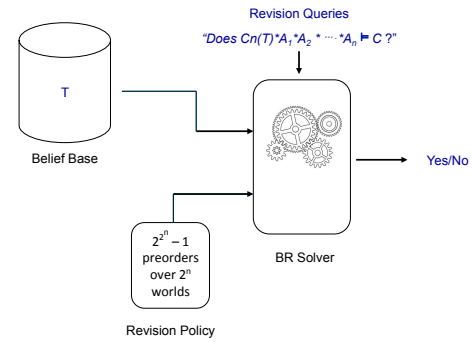 Revision Queries
“Does Cn(T)*A₁*A₂ * ⋯ *Aₙ ⊨ C ?”
T
Belief Base
Yes/No
2^2^n – 1
preorders
over 2ⁿ
worlds
BR Solver
Revision Policy